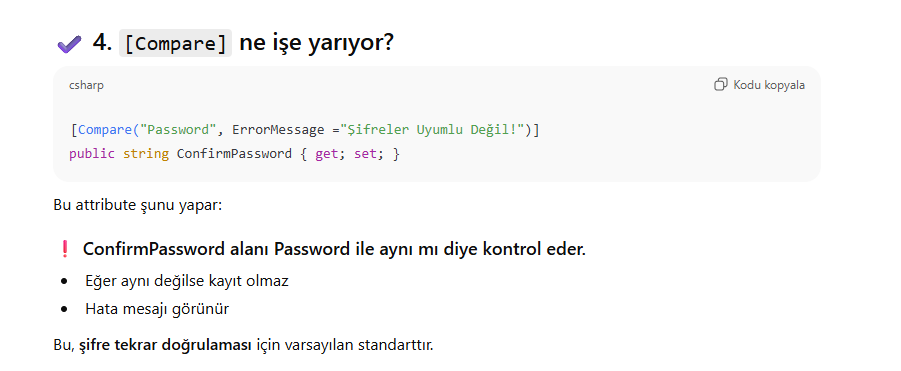 4. [Compare] ne işe yarıyor?
csharp
Kodu kopyala
[Compare("Password", ErrorMessage ="Şifreler Uyumlu Değil!")]
public string ConfirmPassword { get; set; }
Bu attribute şunu yapar:
❗ ConfirmPassword alanı Password ile aynı mı diye kontrol eder.
• Eğer aynı değilse kayıt olmaz
• Hata mesajı görünür
Bu, şifre tekrar doğrulaması için varsayılan standarttır.